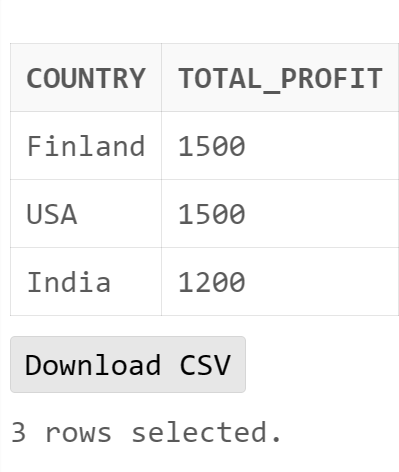 COUNTRY TOTAL_PROFIT
Finland 1500
USA 1500
India 1200
Download CSV
3 rows selected.